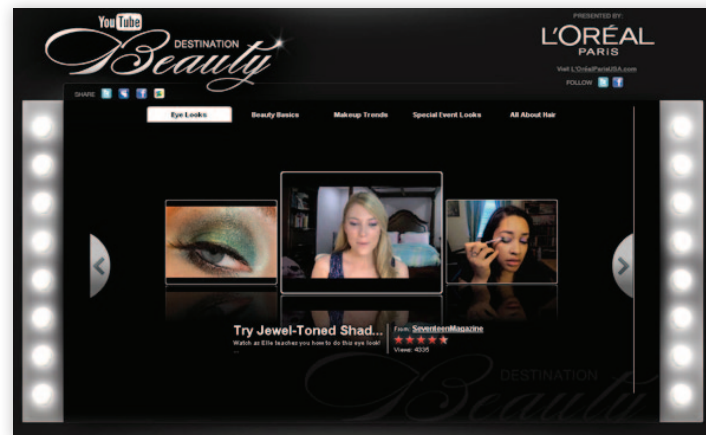 YouTube
DESTINATION
Beauty
PRESENTED BY:
L'ORÉAL
PARIS
Visit L'OréalParisUSA.com
FOLLOW
SHARE
Eye Looks
Beauty Basics
Makeup Trends
Special Event Looks
All About Hair
Try Jewel-Toned Shad...
Watch as Elle teaches you how to do this eye look!
...
From: SeventeenMagazine
Views: 4035
DESTINATION
Beauty